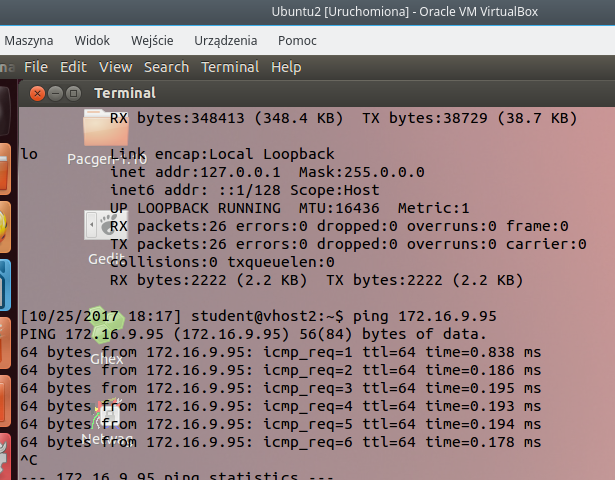 Ubuntu2 [Uruchomiona] - Oracle VM VirtualBox
Maszyna Widok Wejście Urządzenia Pomoc
File Edit View Search Terminal Help
Terminal
RX bytes:348413 (348.4 KB) TX bytes:38729 (38.7 KB)
lo Link encap:Local Loopback
Pacgen-1.10
inet addr:127.0.0.1 Mask:255.0.0.0
inet6 addr: ::1/128 Scope:Host
UP LOOPBACK RUNNING MTU:16436 Metric:1
RX packets:26 errors:0 dropped:0 overruns:0 frame:0
TX packets:26 errors:0 dropped:0 overruns:0 carrier:0
Gedit
collisions:0 txqueuelen:0
RX bytes:2222 (2.2 KB) TX bytes:2222 (2.2 KB)
[10/25/2017 18:17] student@vhost2:~$ ping 172.16.9.95
PING 172.16.9.95 (172.16.9.95) 56(84) bytes of data.
64 bytes from 172.16.9.95: icmp_req=1 ttl=64 time=0.838 ms
Ghex
64 bytes from 172.16.9.95: icmp_req=2 ttl=64 time=0.186 ms
64 bytes from 172.16.9.95: icmp_req=3 ttl=64 time=0.195 ms
64 bytes from 172.16.9.95: icmp_req=4 ttl=64 time=0.193 ms
64 bytes from 172.16.9.95: icmp_req=5 ttl=64 time=0.194 ms
64 bytes from 172.16.9.95: icmp_req=6 ttl=64 time=0.178 ms
^C
--- 172.16.9.95 ping statistics ---